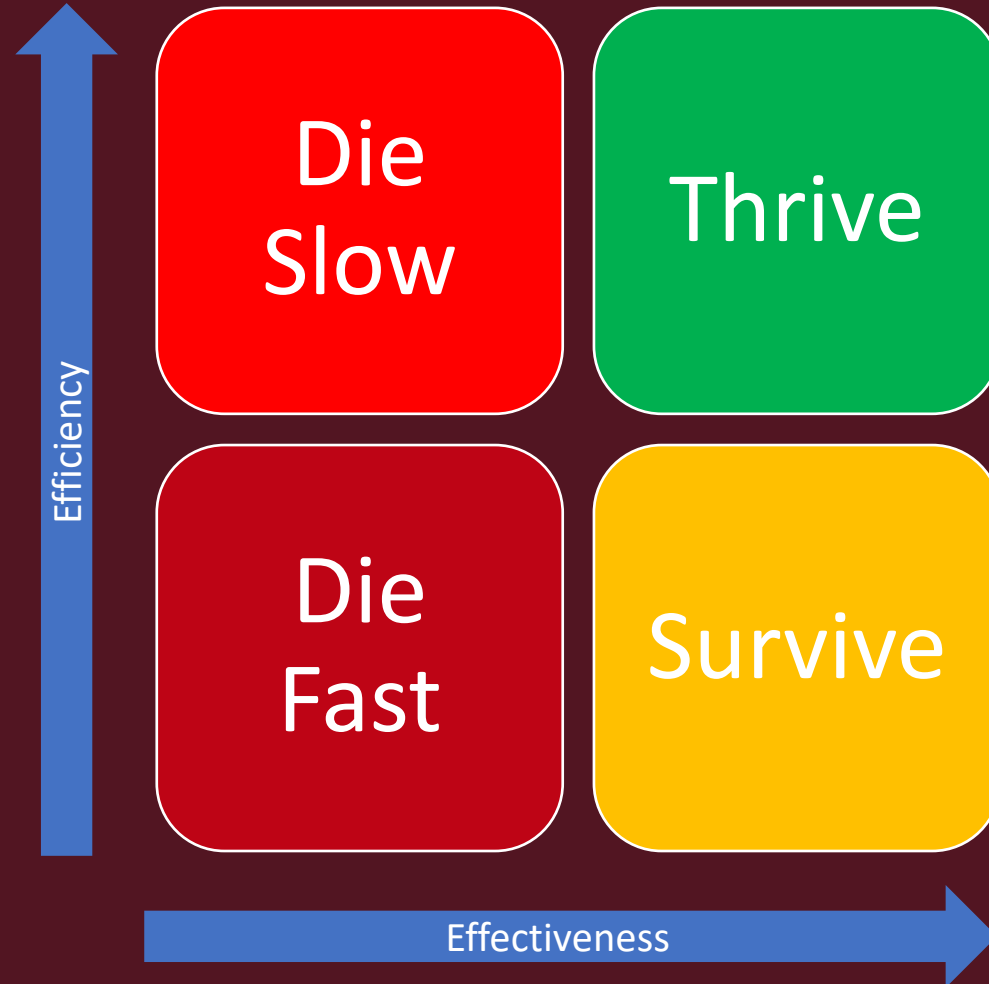 Die
Slow
Thrive
Efficiency
Die
Fast
Survive
Effectiveness